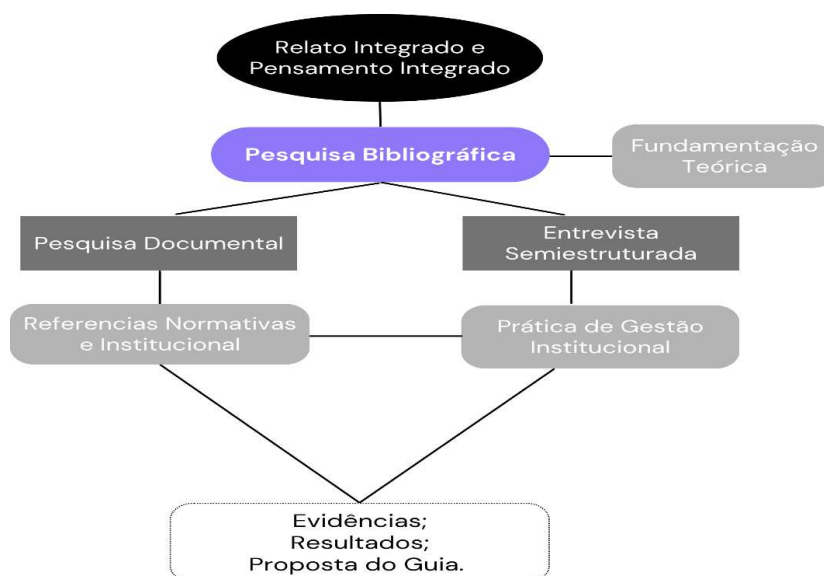 Relato Integrado e
Pensamento Integrado
Pesquisa Bibliográfica
Fundamentação
Teórica
Pesquisa Documental
Entrevista
Semiestruturada
Referencias Normativas
e Institucional
Prática de Gestão
Institucional
Evidências;
Resultados;
Proposta do Guia.